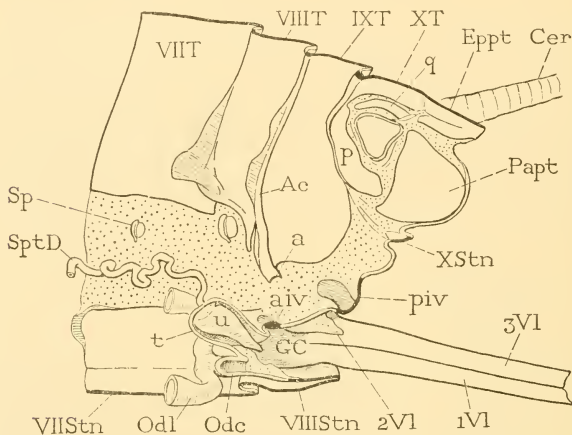 VIIT
VIIIT
IXT
XT
q
Eppt
Cer
p
Papt
Ac
a
Sp
SptD
XStn
aiv
piv
u
t
GC
3Vl
VIIStn
Odl
Odc
VIIIStn
2Vl
1Vl